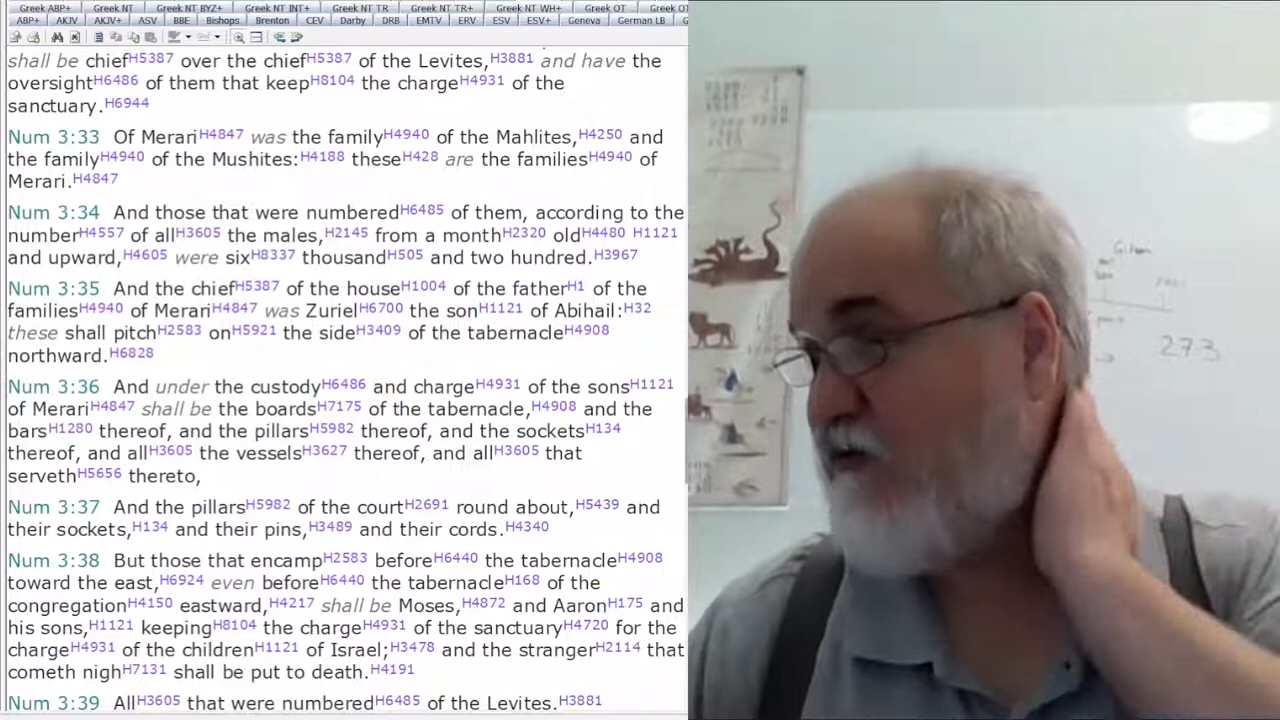 Greek ABP+ Greek NT Greek NT BYZ+ Greek NT INT+ Greek NT TR Greek NT TR+ Greek NT WH+ Greek OT Greek
ABP+ AKJV AKJV+ ASV BBE Bishops Brenton CEV Darby DRB EMTV ERV ESV ESV+ Geneva German LB G
shall be chiefH5387 over the chiefH5387 of the Levites,H3881 and have the
oversightH6486 of them that keepH8104 the chargeH4931 of the
sanctuary.H6944
Num 3:33 Of MerariH4847 was the familyH4940 of the Mahlites,H4250 and
the familyH4940 of the Mushites:H4188 theseH428 are the familiesH4940 of
Merari.H4847
Num 3:34 And those that were numberedH6485 of them, according to the
numberH4557 of allH3605 the males,H2145 from a monthH2320 oldH4480 H1121
and upward,H4605 were sixH8337 thousandH505 and two hundred.H3967
Num 3:35 And the chiefH5387 of the houseH1004 of the fatherH1 of the
familiesH4940 of MerariH4847 was ZurielH6700 the sonH1121 of Abihail:H32
these shall pitchH2583 onH5921 the sideH3409 of the tabernacleH4908
northward.H6828
Num 3:36 And under the custodyH6486 and chargeH4931 of the sonsH1121
of MerariH4847 shall be the boardsH7175 of the tabernacle,H4908 and the
barsH1280 thereof, and the pillarsH5982 thereof, and the socketsH134
thereof, and allH3605 the vesselsH3627 thereof, and allH3605 that
servethH5656 thereto,
Num 3:37 And the pillarsH5982 of the courtH2691 round about,H5439 and
their sockets,H134 and their pins,H3489 and their cords.H4340
Num 3:38 But those that encampH2583 beforeH6440 the tabernacleH4908
toward the east,H6924 even beforeH6440 the tabernacleH168 of the
congregationH4150 eastward,H4217 shall be Moses,H4872 and AaronH175 and
his sons,H1121 keepingH8104 the chargeH4931 of the sanctuaryH4720 for the
chargeH4931 of the childrenH1121 of Israel;H3478 and the strangerH2114 that
cometh nighH7131 shall be put to death.H4191
Num 3:39 AllH3605 that were numberedH6485 of the Levites.H3881
273